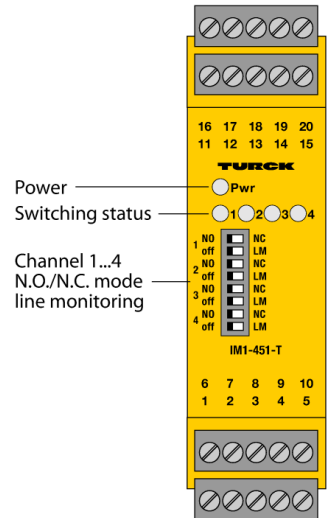 16 17 18 19 20
11 12 13 14 15
TURCK
Power
Pwr
Switching status
1 2 3 4
Channel 1...4
N.O./N.C. mode
line monitoring
1 NO NC
off LM
2 NO NC
off LM
3 NO NC
off LM
4 NO NC
off LM
IM1-451-T
6 7 8 9 10
1 2 3 4 5